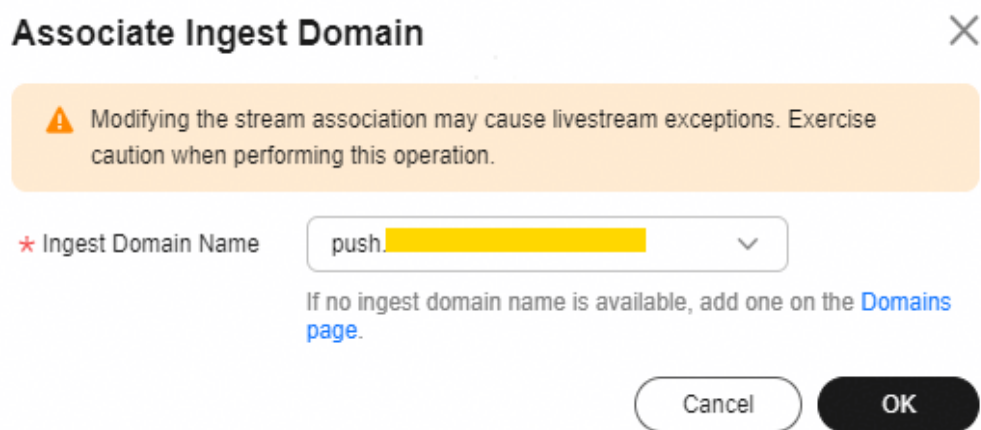 Associate Ingest Domain
Modifying the stream association may cause livestream exceptions. Exercise
caution when performing this operation.
* Ingest Domain Name
push.
If no ingest domain name is available, add one on the Domains
page.
Cancel
OK